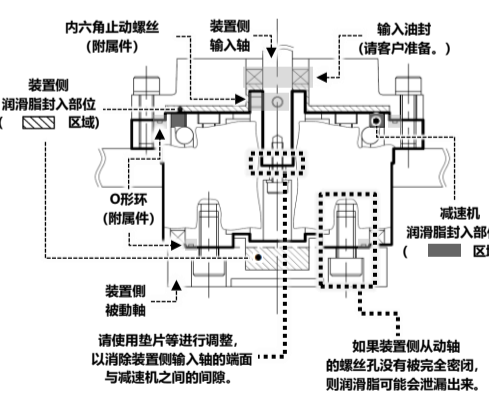 内六角止动螺丝
(附属件)
装置侧
输入轴
输入油封
(请客户准备。)
装置侧
润滑脂封入部位
( 区域)
O形环
(附属件)
减速机
润滑脂封入部位
( 区域
装置侧
被動軸
请使用垫片等进行调整,
以消除装置侧输入轴的端面
与减速机之间的间隙。
如果装置侧从动轴
的螺丝孔没有被完全密闭,
则润滑脂可能会泄漏出来。